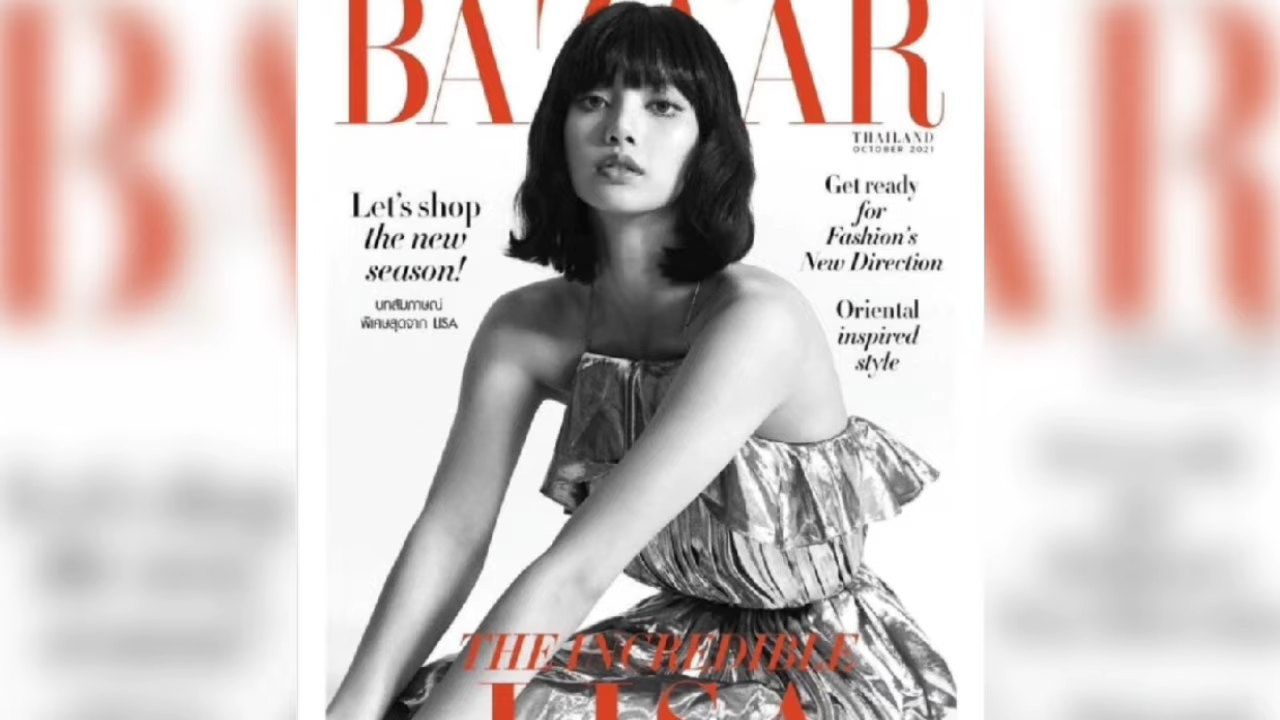 BAZAAR
THAILAND
OCTOBER 2021
Let's shop
the new
season!
บทสัมภาษณ์
พิเศษสุดจาก LISA
Get ready
for
Fashion's
New Direction
Oriental
inspired
style
THE INCREDIBLE
LISA